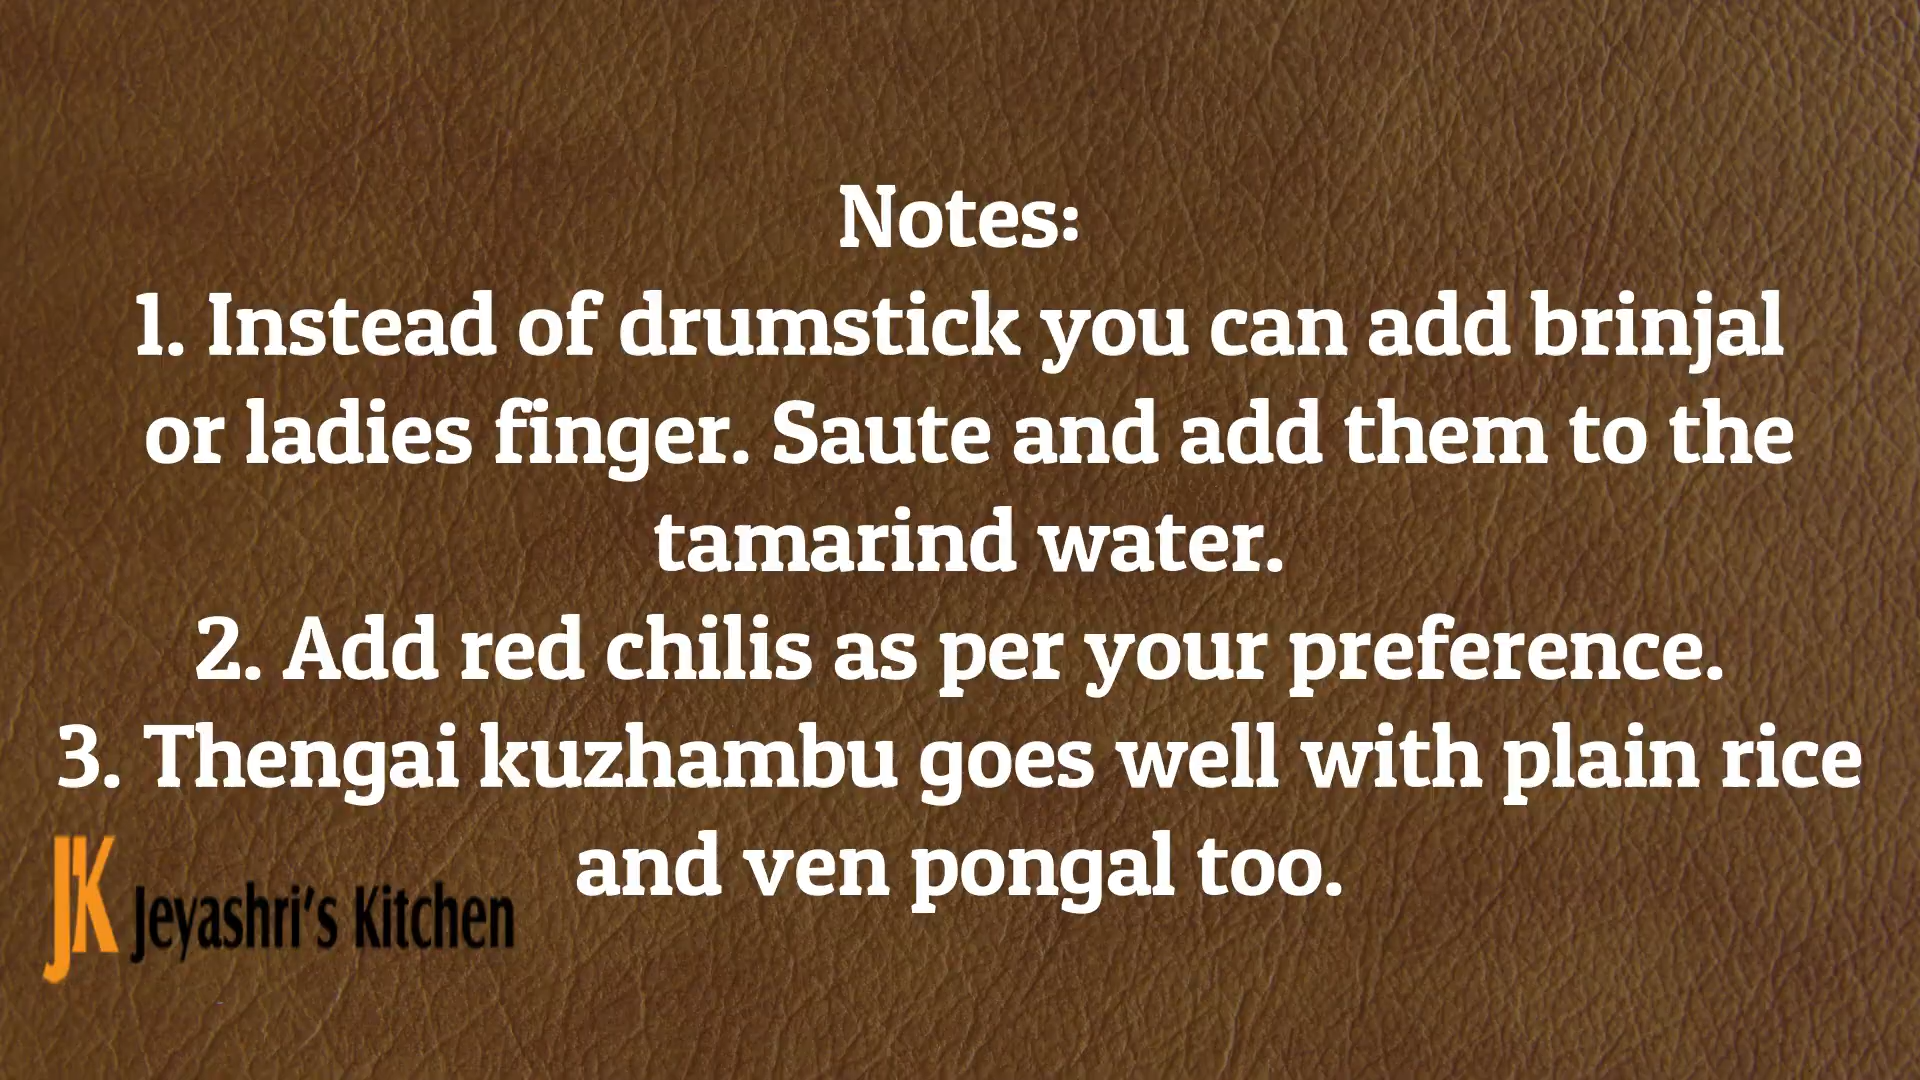 Notes:
1. Instead of drumstick you can add brinjal
or ladies finger. Saute and add them to the
tamarind water.
2. Add red chilis as per your preference.
3. Thengai kuzhambu goes well with plain rice
and ven pongal too.
JK Jeyashri's Kitchen